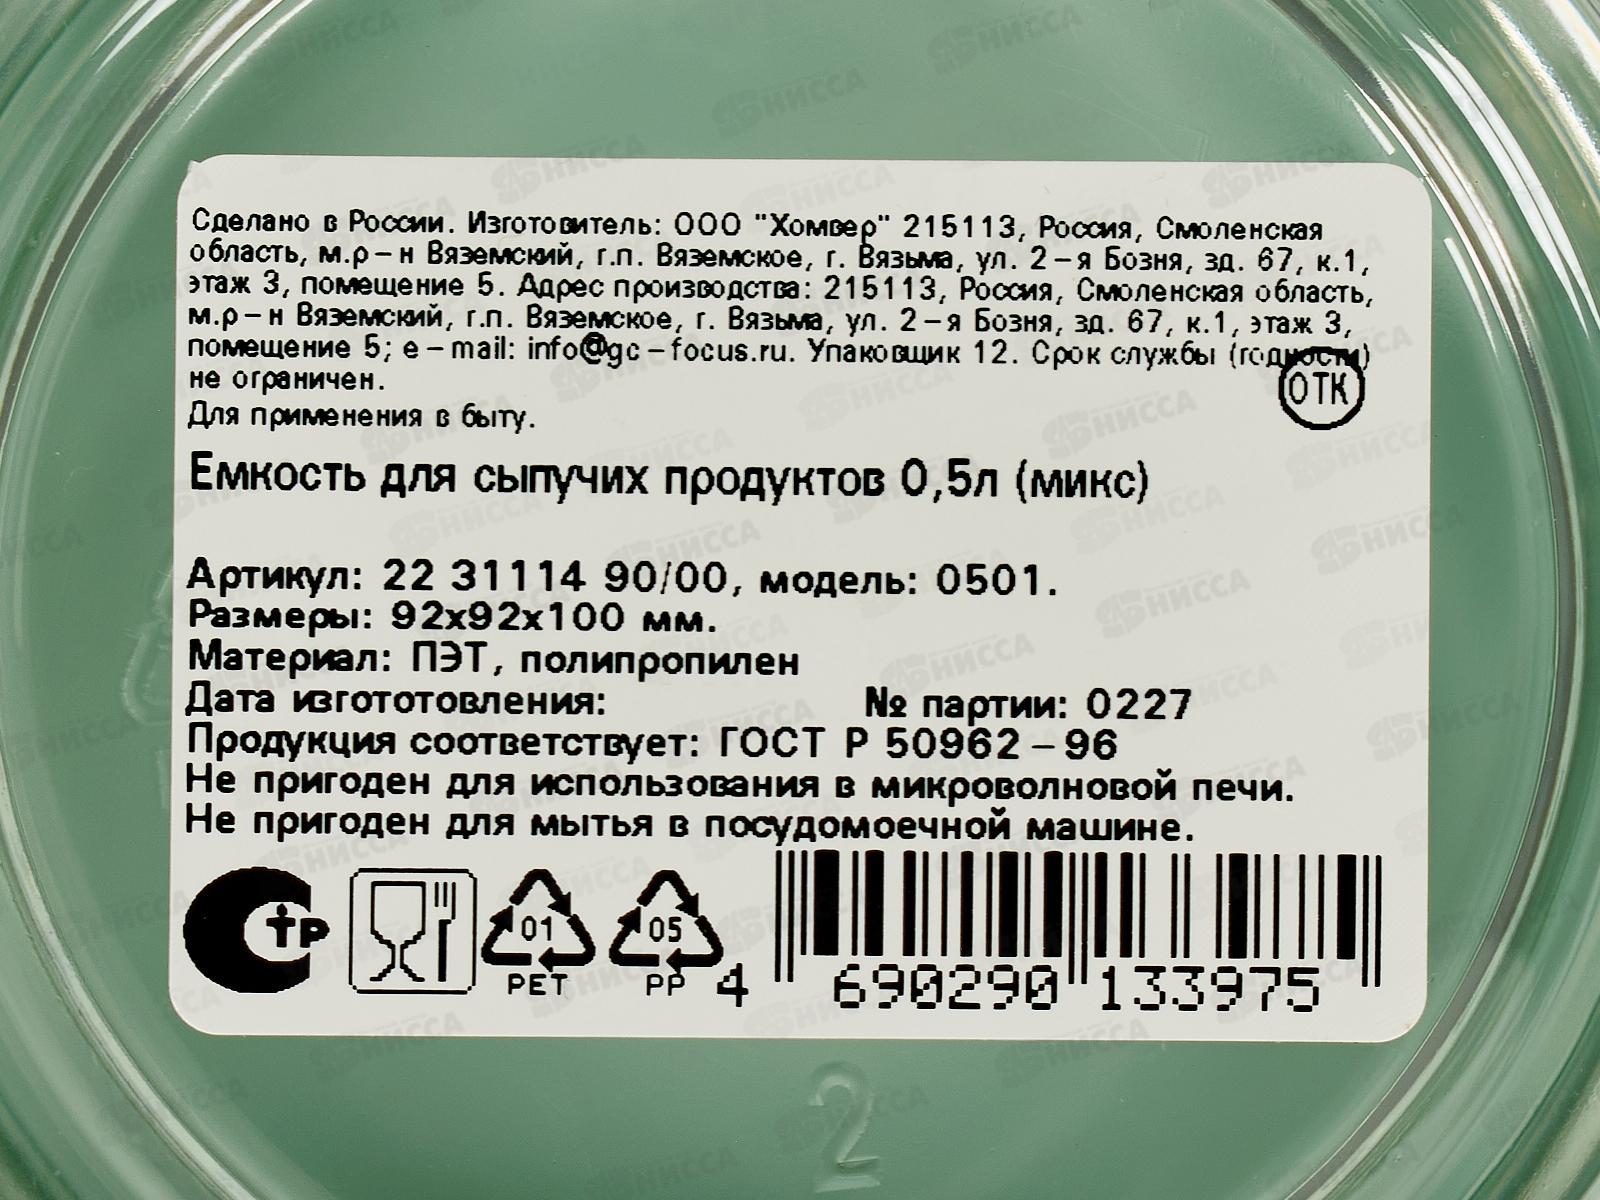 Сделано в России. Изготовитель: ООО "Хомвер" 215113, Россия, Смоленская
область, м.р-н Вяземский, г.п. Вяземское, г. Вязьма, ул. 2-я Бозня, зд. 67, к.1,
этаж 3, помещение 5. Адрес производства: 215113, Россия, Смоленская область,
м.р-н Вяземский, г.п. Вяземское, г. Вязьма, ул. 2-я Бозня, зд. 67, к.1, этаж 3,
помещение 5; e-mail: info@gc-focus.ru. Упаковщик 12. Срок службы (годности)
не ограничен.
ОТК
Для применения в быту.
Емкость для сыпучих продуктов 0,5л (микс)
Артикул: 22 31114 90/00, модель: 0501.
Размеры: 92х92х100 мм.
Материал: ПЭТ, полипропилен
Дата изгототовления: № партии: 0227
Продукция соответствует: ГОСТ Р 50962-96
Не пригоден для использования в микроволновой печи.
Не пригоден для мытья в посудомоечной машине.
СТР
01
PET
05
PP
4 690290 133975
2
НИССА